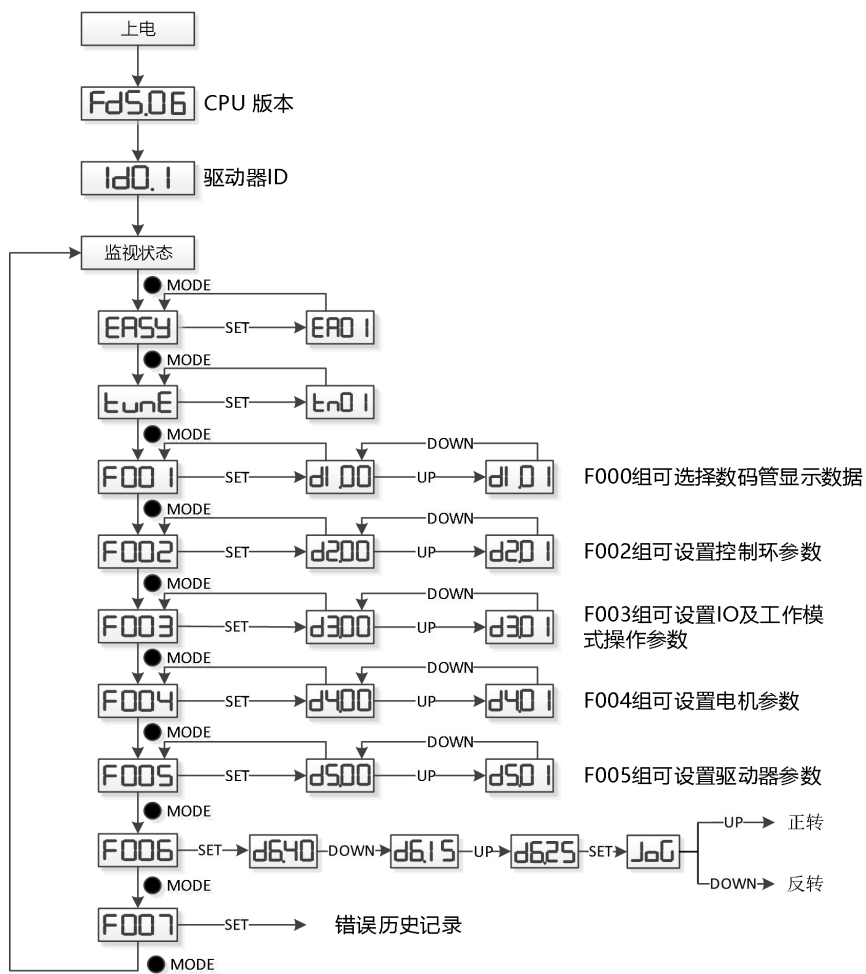 上电
Fd5.06 CPU 版本
Id0.1 驱动器ID
监视状态
MODE
EASy SET EA01
MODE
tunE SET tn01
MODE
DOWN
F001 SET d1.00 UP d1.01 F000组可选择数码管显示数据
MODE
DOWN
F002 SET d2.00 UP d2.01 F002组可设置控制环参数
MODE
DOWN
F003 SET d3.00 UP d3.01 F003组可设置IO及工作模
式操作参数
MODE
DOWN
F004 SET d4.00 UP d4.01 F004组可设置电机参数
MODE
DOWN
F005 SET d5.00 UP d5.01 F005组可设置驱动器参数
MODE
UP 正转
F006 SET d6.40 DOWN d6.15 UP d6.25 SET JoG
DOWN 反转
MODE
F007 SET 错误历史记录
MODE